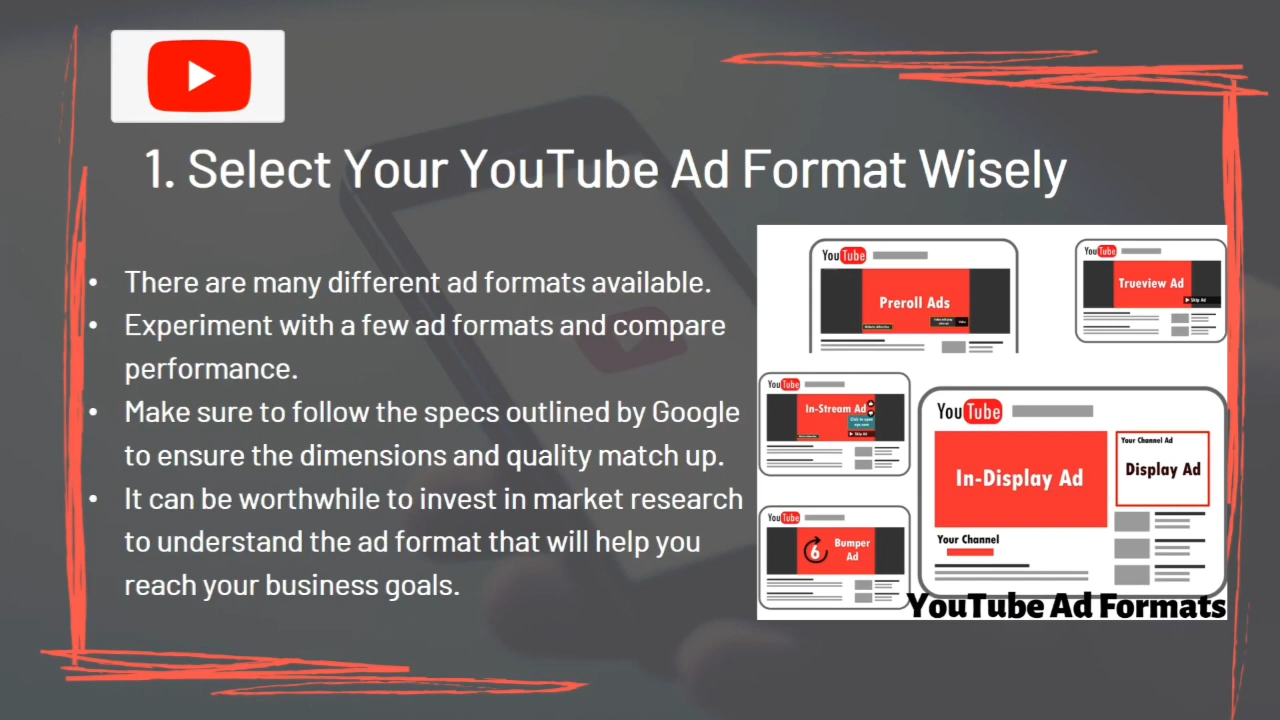 1. Select Your YouTube Ad Format Wisely
• There are many different ad formats available.
• Experiment with a few ad formats and compare
performance.
• Make sure to follow the specs outlined by Google
to ensure the dimensions and quality match up.
• It can be worthwhile to invest in market research
to understand the ad format that will help you
reach your business goals.
YouTube
Preroll Ads
YouTube
Trueview Ad
Skip Ad
YouTube
In-Stream Ad
Skip Ad
YouTube
In-Display Ad
Your Channel
Your Channel Ad
Display Ad
YouTube
6
Bumper
Ad
YouTube Ad Formats